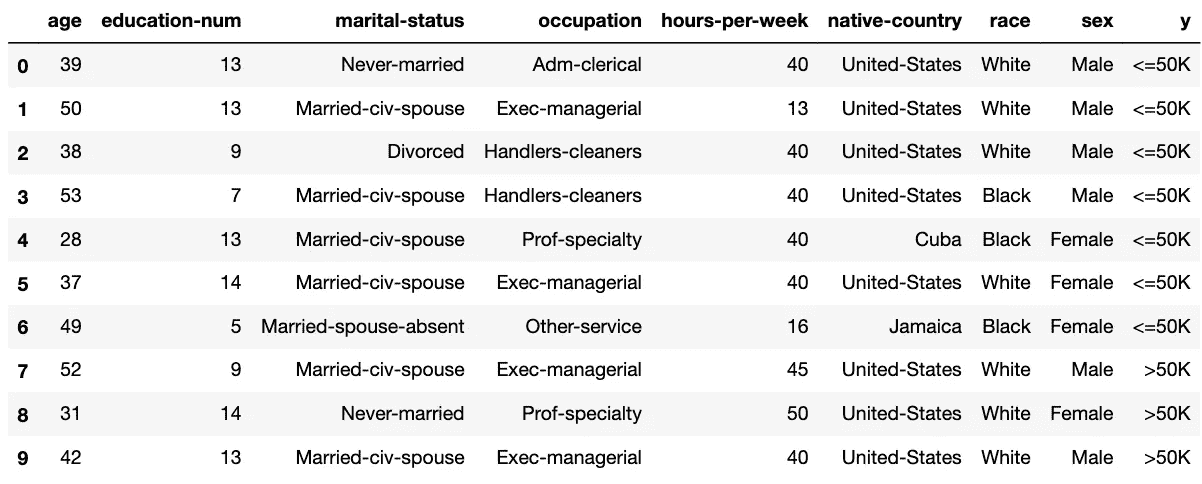 age education-num marital-status occupation hours-per-week native-country race sex y
0 39 13 Never-married Adm-clerical 40 United-States White Male <=50K
1 50 13 Married-civ-spouse Exec-managerial 13 United-States White Male <=50K
2 38 9 Divorced Handlers-cleaners 40 United-States White Male <=50K
3 53 7 Married-civ-spouse Handlers-cleaners 40 United-States Black Male <=50K
4 28 13 Married-civ-spouse Prof-specialty 40 Cuba Black Female <=50K
5 37 14 Married-civ-spouse Exec-managerial 40 United-States White Female <=50K
6 49 5 Married-spouse-absent Other-service 16 Jamaica Black Female <=50K
7 52 9 Married-civ-spouse Exec-managerial 45 United-States White Male >50K
8 31 14 Never-married Prof-specialty 50 United-States White Female >50K
9 42 13 Married-civ-spouse Exec-managerial 40 United-States White Male >50K